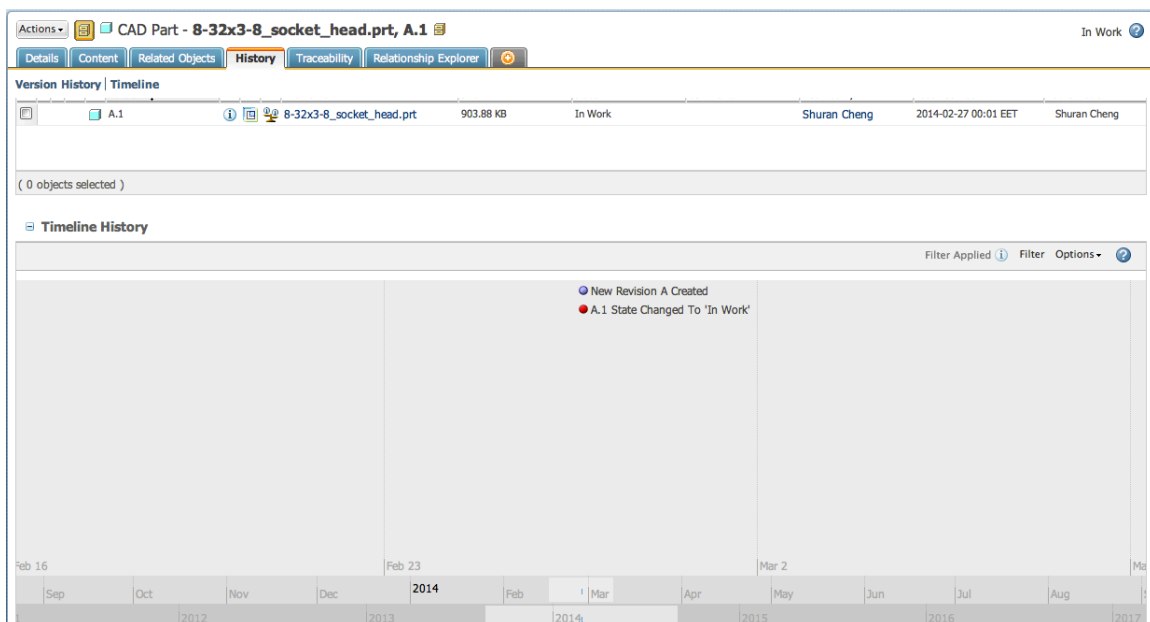 Actions CAD Part - 8-32x3-8_socket_head.prt, A.1 In Work
Details Content Related Objects History Traceability Relationship Explorer
Version History | Timeline
A.1 8-32x3-8_socket_head.prt 903.88 KB In Work Shuran Cheng 2014-02-27 00:01 EET Shuran Cheng
( 0 objects selected )
Timeline History
Filter Applied Filter Options
New Revision A Created
A.1 State Changed To 'In Work'
Feb 16 Feb 23 Mar 2 Ma
Sep Oct Nov Dec 2014 Feb Mar Apr May Jun Jul Aug
2012 2013 2014 2015 2016 2017